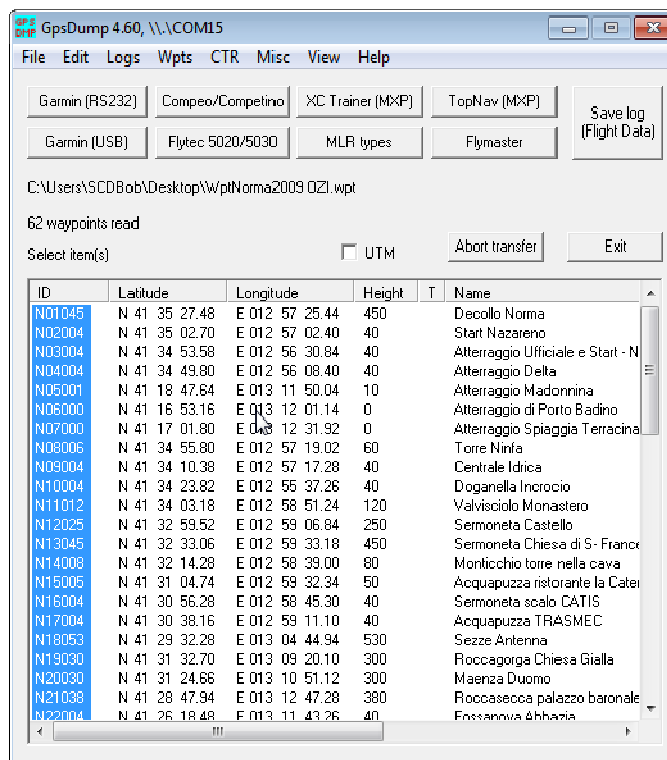 GPS DMP GpsDump 4.60, \\.\COM15
File Edit Logs Wpts CTR Misc View Help
Garmin (RS232) Compeo/Competino XC Trainer (MXP) TopNav (MXP) Save log (Flight Data)
Garmin (USB) Flytec 5020/5030 MLR types Flymaster
C:\Users\SCDBob\Desktop\WptNorma2009 OZI.wpt
62 waypoints read
Select item(s) UTM Abort transfer Exit
ID Latitude Longitude Height T Name
N01045 N 41 35 27.48 E 012 57 25.44 450 Decollo Norma
N02004 N 41 35 02.70 E 012 57 02.40 40 Start Nazareno
N03004 N 41 34 53.58 E 012 56 30.84 40 Atterraggio Ufficiale e Start - N
N04004 N 41 34 49.80 E 012 56 08.40 40 Atterraggio Delta
N05001 N 41 18 47.64 E 013 11 50.04 10 Atterraggio Madonnina
N06000 N 41 16 53.16 E 013 12 01.14 0 Atterraggio di Porto Badino
N07000 N 41 17 01.80 E 013 12 31.92 0 Atterraggio Spiaggia Terracina
N08006 N 41 34 55.80 E 012 57 19.02 60 Torre Ninfa
N09004 N 41 34 10.38 E 012 57 17.28 40 Centrale Idrica
N10004 N 41 34 23.82 E 012 55 37.26 40 Doganella Incrocio
N11012 N 41 34 03.18 E 012 58 51.24 120 Valvisciolo Monastero
N12025 N 41 32 59.52 E 012 59 06.84 250 Sermoneta Castello
N13045 N 41 32 33.06 E 012 59 33.18 450 Sermoneta Chiesa di S- France
N14008 N 41 32 14.28 E 012 58 39.00 80 Monticchio torre nella cava
N15005 N 41 31 04.74 E 012 59 32.34 50 Acquapuzza ristorante la Cater
N16004 N 41 30 56.28 E 012 58 45.30 40 Sermoneta scalo CATIS
N17004 N 41 30 38.16 E 012 59 11.10 40 Acquapuzza TRASMEC
N18053 N 41 29 32.28 E 013 04 44.94 530 Sezze Antenna
N19030 N 41 31 32.70 E 013 09 20.10 300 Roccagorga Chiesa Gialla
N20030 N 41 31 24.66 E 013 10 51.12 300 Maenza Duomo
N21038 N 41 28 47.94 E 013 12 47.28 380 Roccasecca palazzo baronale
N22004 N 41 26 18.48 E 013 11 43.26 40 Fossanova Abbazia